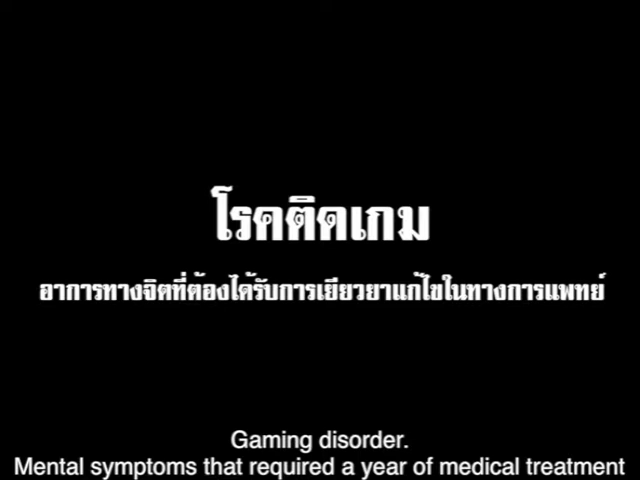 โรคติดเกม
อาการทางจิตที่ต้องได้รับการเยียวยาแก้ไขในทางการแพทย์
Gaming disorder.
Mental symptoms that required a year of medical treatment